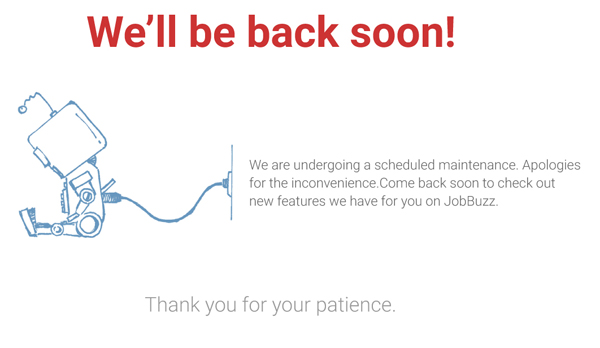 We'll be back soon!
We are undergoing a scheduled maintenance. Apologies
for the inconvenience.Come back soon to check out
new features we have for you on JobBuzz.
Thank you for your patience.